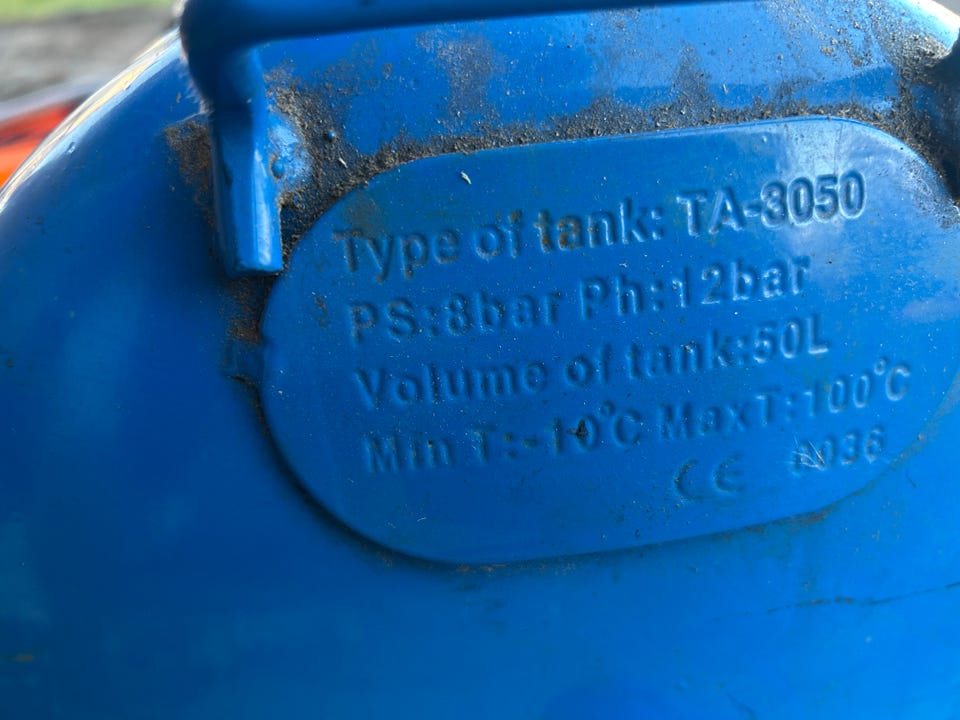 Type of tank: TA-3050
PS:8bar Ph:12bar
Volume of tank:50L
Min T:-10°C MaxT:100°C
CE 0036